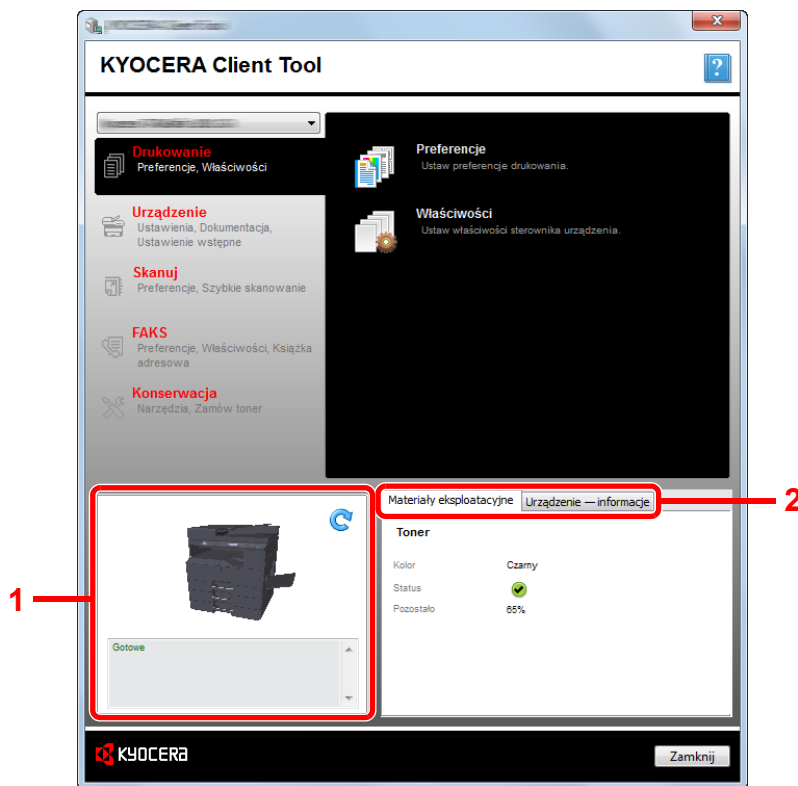 KYOCERA Client Tool
?
Drukowanie
Preferencje, Właściwości
Urządzenie
Ustawienia, Dokumentacja,
Ustawienie wstępne
Skanuj
Preferencje, Szybkie skanowanie
FAKS
Preferencje, Właściwości, Książka
adresowa
Konserwacja
Narzędzia, Zamów toner
Preferencje
Ustaw preferencje drukowania.
Właściwości
Ustaw właściwości sterownika urządzenia.
1
Gotowe
Materiały eksploatacyjne Urządzenie — informacje
2
Toner
Kolor Czarny
Status
Pozostało 65%
KYOCERA
Zamknij